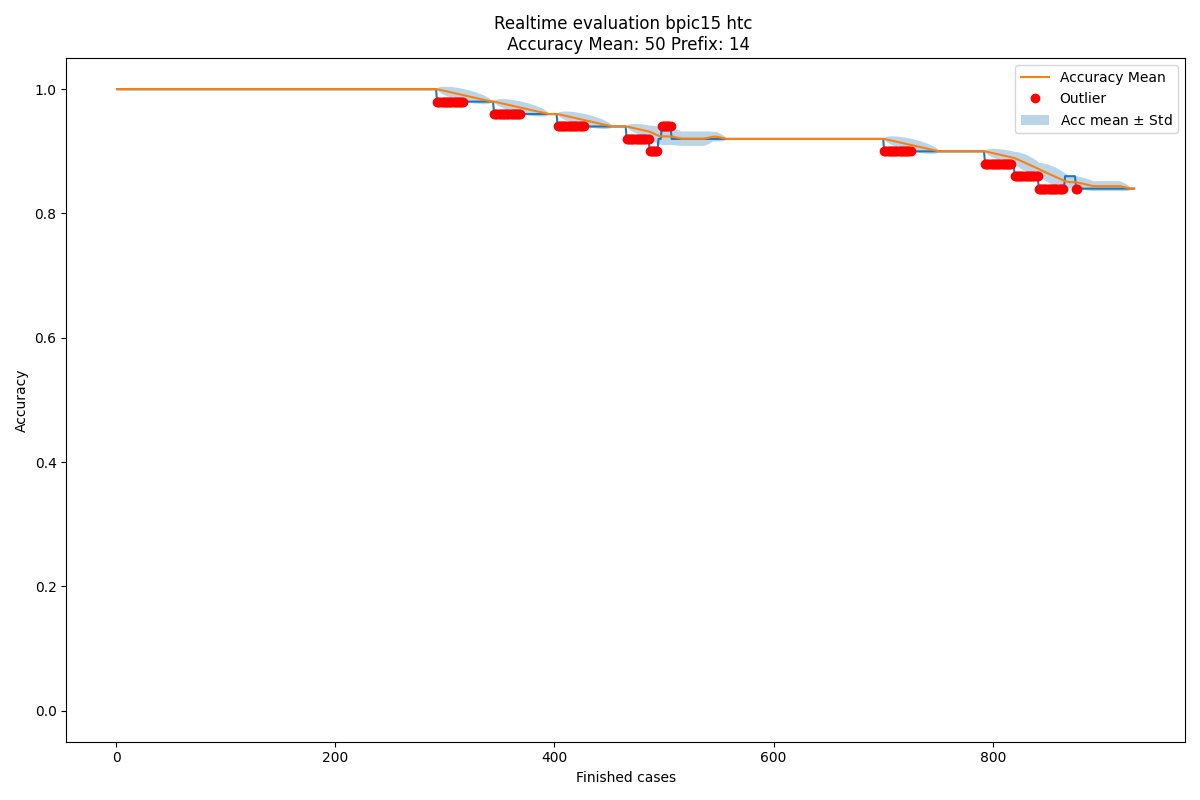 Realtime evaluation bpic15 htc
Accuracy Mean: 50 Prefix: 14
Accuracy Mean
Outlier
Acc mean ± Std
Accuracy
1.0
0.8
0.6
0.4
0.2
0.0
0 200 400 600 800
Finished cases